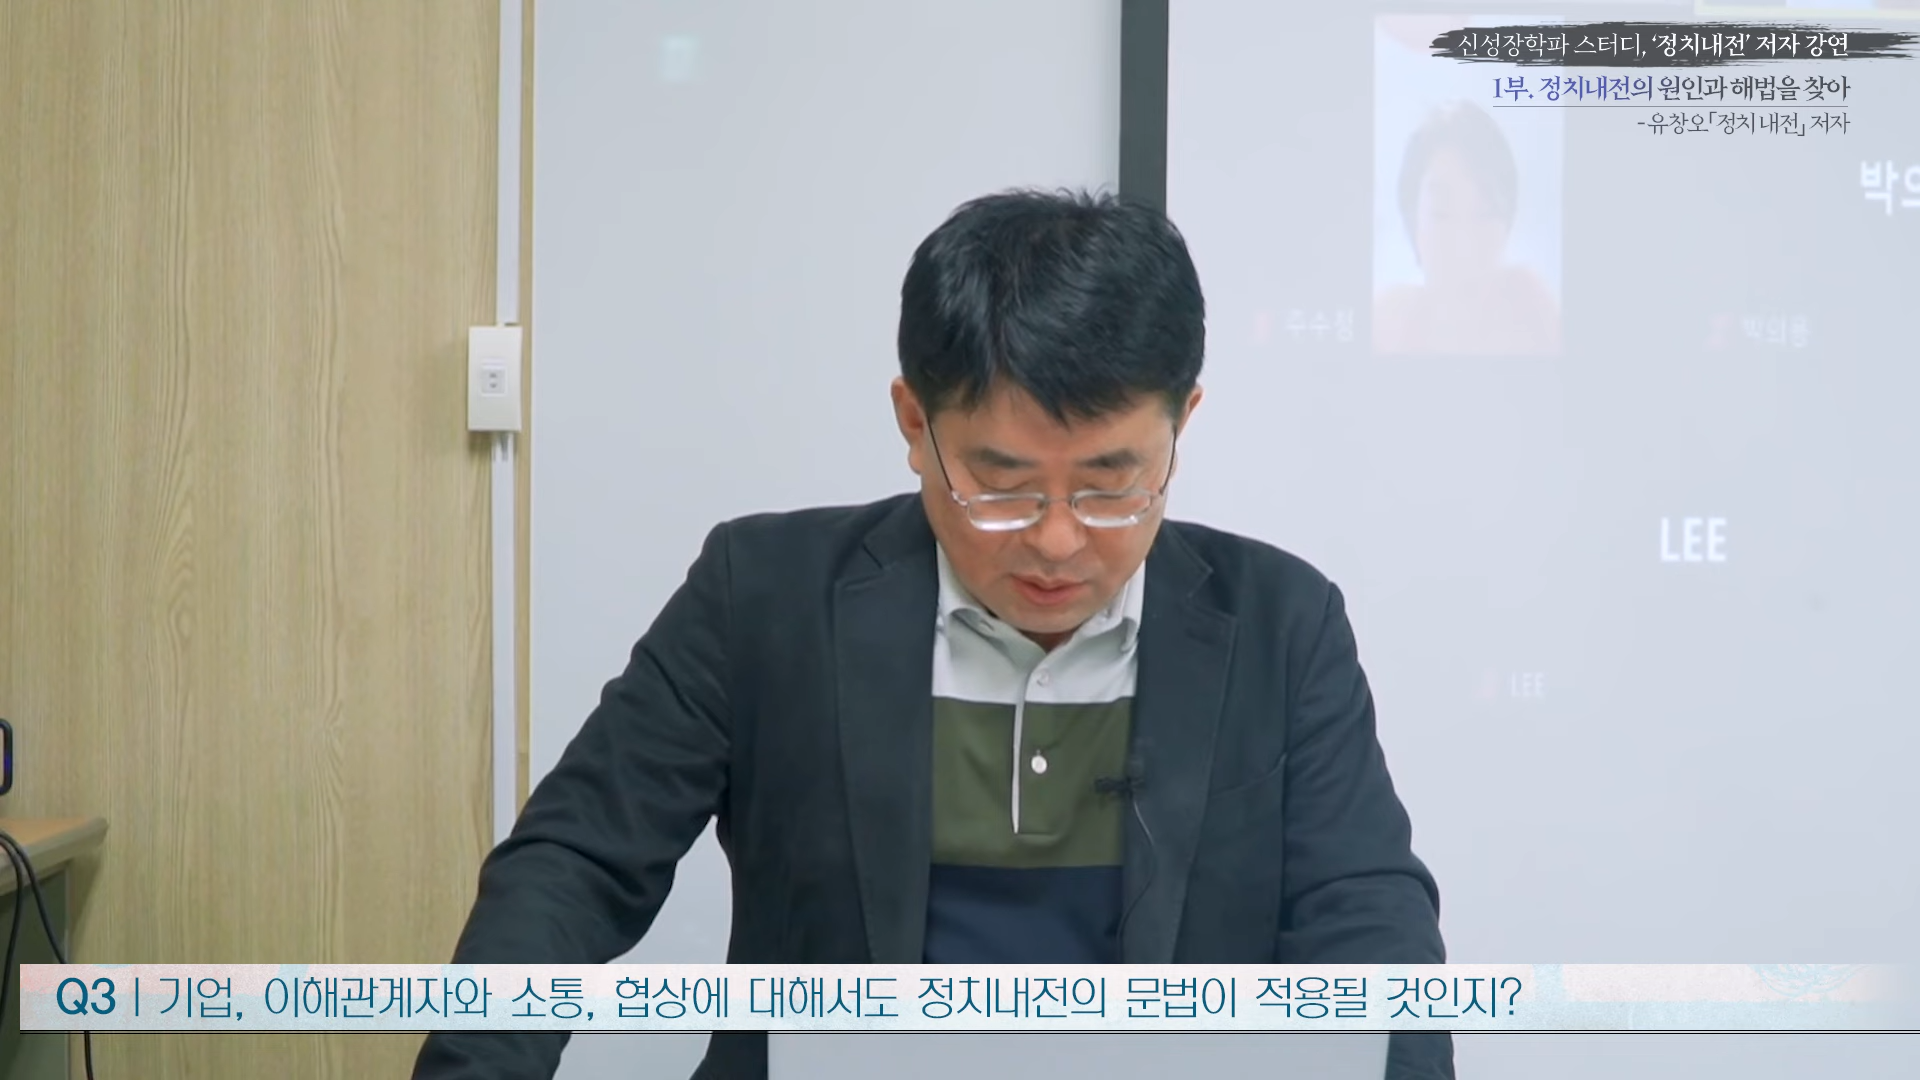 신성장학파 스터디, ‘정치내전’ 저자 강연
1부. 정치내전의 원인과 해법을 찾아
-유창오「정치 내전」 저자
LEE
LEE
Q3 | 기업, 이해관계자와 소통, 협상에 대해서도 정치내전의 문법이 적용될 것인지?